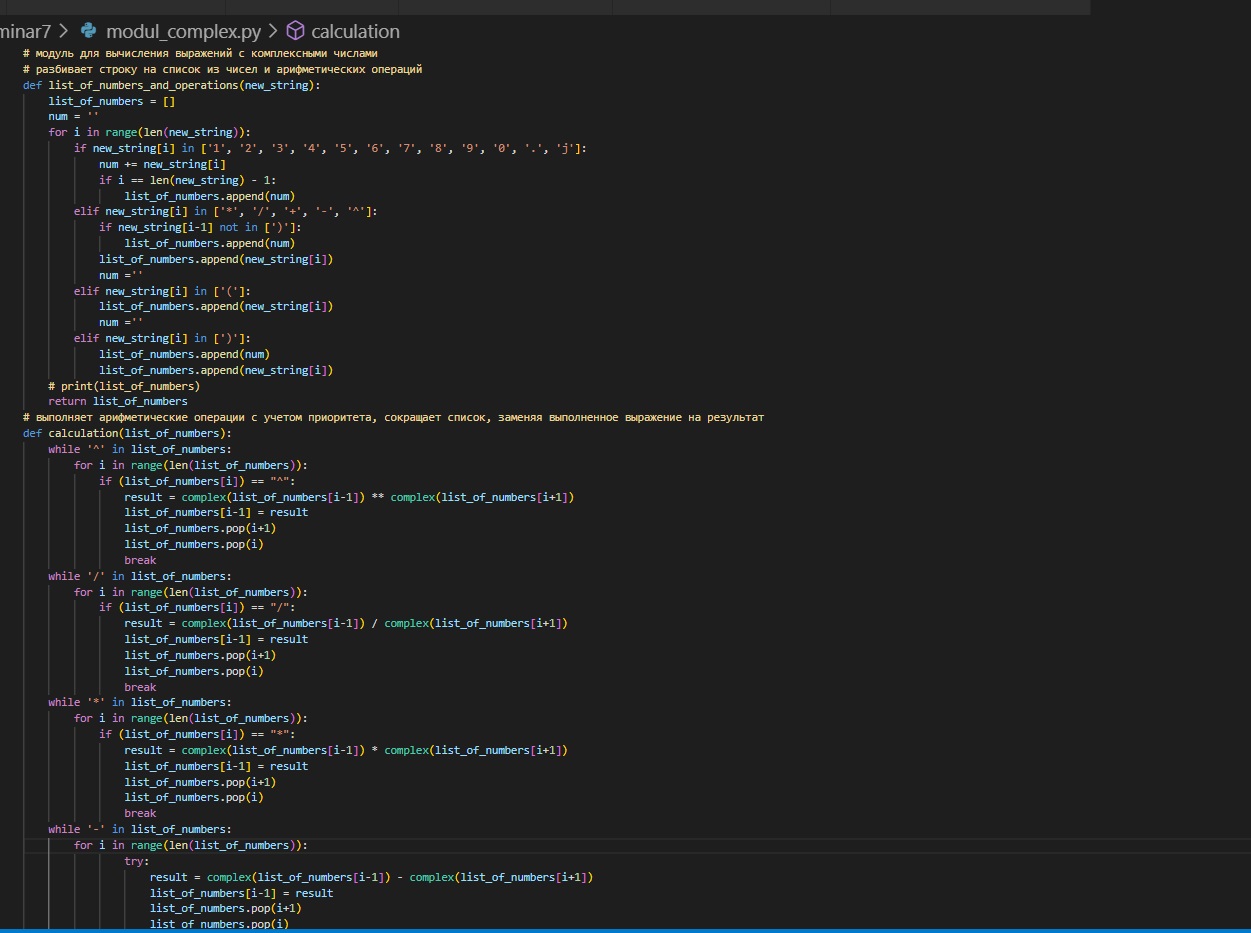 minar7 > modul_complex.py > calculation
# модуль для вычисления выражений с комплексными числами
# разбивает строку на список из чисел и арифметических операций
def list_of_numbers_and_operations(new_string):
    list_of_numbers = []
    num = ''
    for i in range(len(new_string)):
        if new_string[i] in ['1', '2', '3', '4', '5', '6', '7', '8', '9', '0', '.', 'j']:
            num += new_string[i]
            if i == len(new_string) - 1:
                list_of_numbers.append(num)
        elif new_string[i] in ['*', '/', '+', '-', '^']:
            if new_string[i-1] not in [')']:
                list_of_numbers.append(num)
            list_of_numbers.append(new_string[i])
            num =''
        elif new_string[i] in ['(']:
            list_of_numbers.append(new_string[i])
            num =''
        elif new_string[i] in [')']:
            list_of_numbers.append(num)
            list_of_numbers.append(new_string[i])
    # print(list_of_numbers)
    return list_of_numbers
# выполняет арифметические операции с учетом приоритета, сокращает список, заменяя выполненное выражение на результат
def calculation(list_of_numbers):
    while '^' in list_of_numbers:
        for i in range(len(list_of_numbers)):
            if (list_of_numbers[i]) == "^":
                result = complex(list_of_numbers[i-1]) ** complex(list_of_numbers[i+1])
                list_of_numbers[i-1] = result
                list_of_numbers.pop(i+1)
                list_of_numbers.pop(i)
                break
    while '/' in list_of_numbers:
        for i in range(len(list_of_numbers)):
            if (list_of_numbers[i]) == "/":
                result = complex(list_of_numbers[i-1]) / complex(list_of_numbers[i+1])
                list_of_numbers[i-1] = result
                list_of_numbers.pop(i+1)
                list_of_numbers.pop(i)
                break
    while '*' in list_of_numbers:
        for i in range(len(list_of_numbers)):
            if (list_of_numbers[i]) == "*":
                result = complex(list_of_numbers[i-1]) * complex(list_of_numbers[i+1])
                list_of_numbers[i-1] = result
                list_of_numbers.pop(i+1)
                list_of_numbers.pop(i)
                break
    while '-' in list_of_numbers:
        for i in range(len(list_of_numbers)):
                try:
                    result = complex(list_of_numbers[i-1]) - complex(list_of_numbers[i+1])
                    list_of_numbers[i-1] = result
                    list_of_numbers.pop(i+1)
                    list_of_numbers.pop(i)